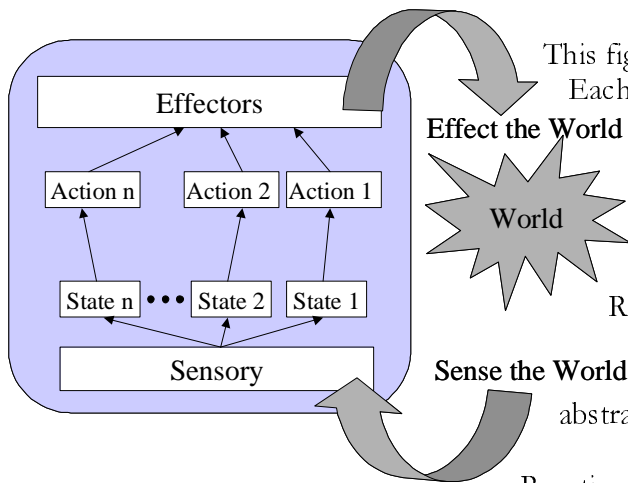 This fig
Each
Effectors
Effect the World
Action n Action 2 Action 1
World
State n ••• State 2 State 1
R
Sensory
Sense the World
abstra